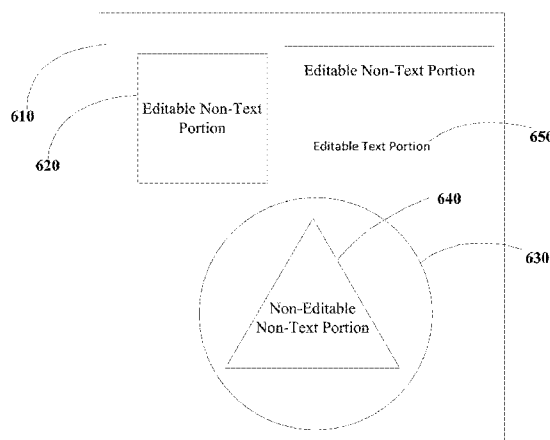 Editable Non-Text Portion
Editable Non-Text
Portion
610
620
Editable Text Portion
650
640
630
Non-Editable
Non-Text Portion